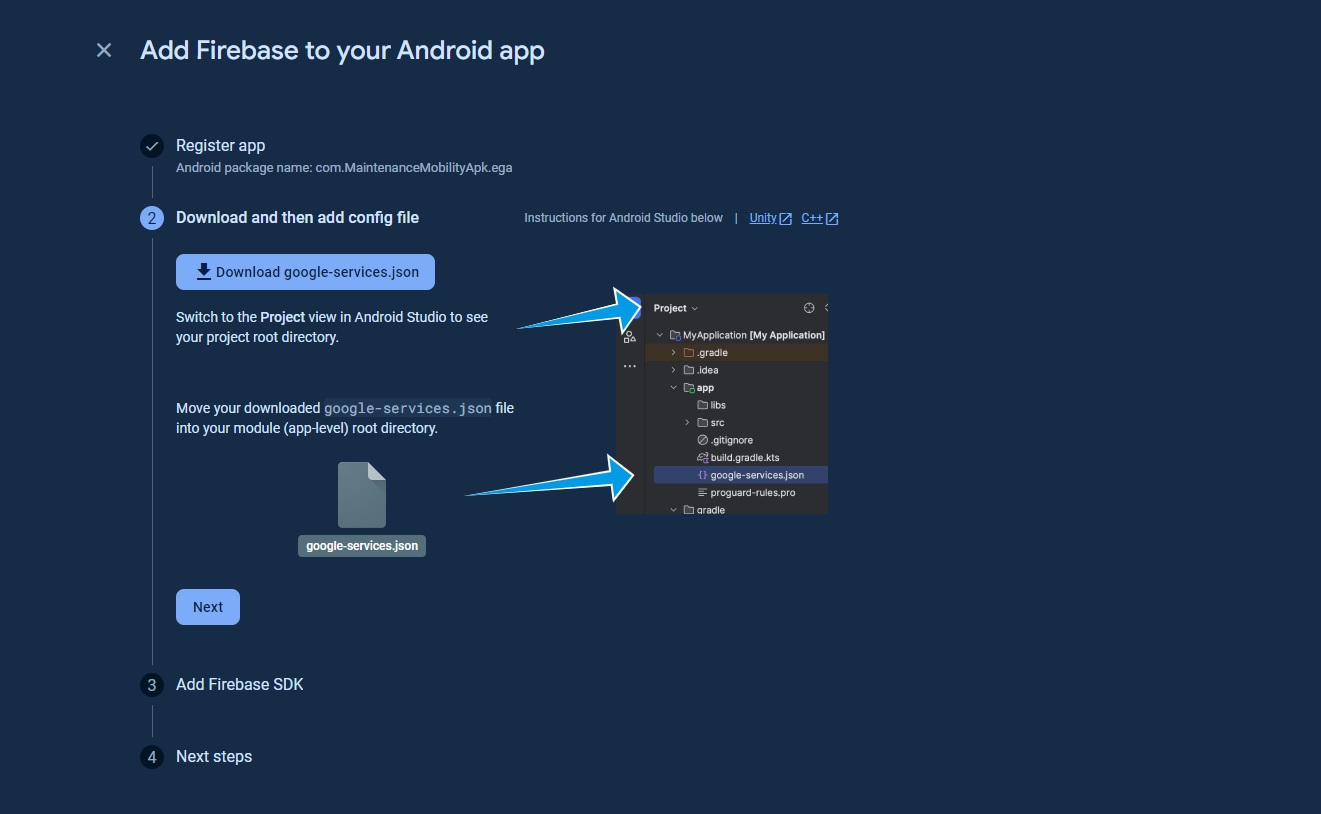 Add Firebase to your Android app
Register app
Android package name: com.MaintenanceMobilityApk.ega
2 Download and then add config file
Instructions for Android Studio below | Unity C++
Download google-services.json
Switch to the Project view in Android Studio to see
your project root directory.
Move your downloaded google-services.json file
into your module (app-level) root directory.
google-services.json
Project
MyApplication [My Application]
.gradle
.idea
app
libs
src
.gitignore
build.gradle.kts
{} google-services.json
proguard-rules.pro
gradle
Next
3 Add Firebase SDK
4 Next steps